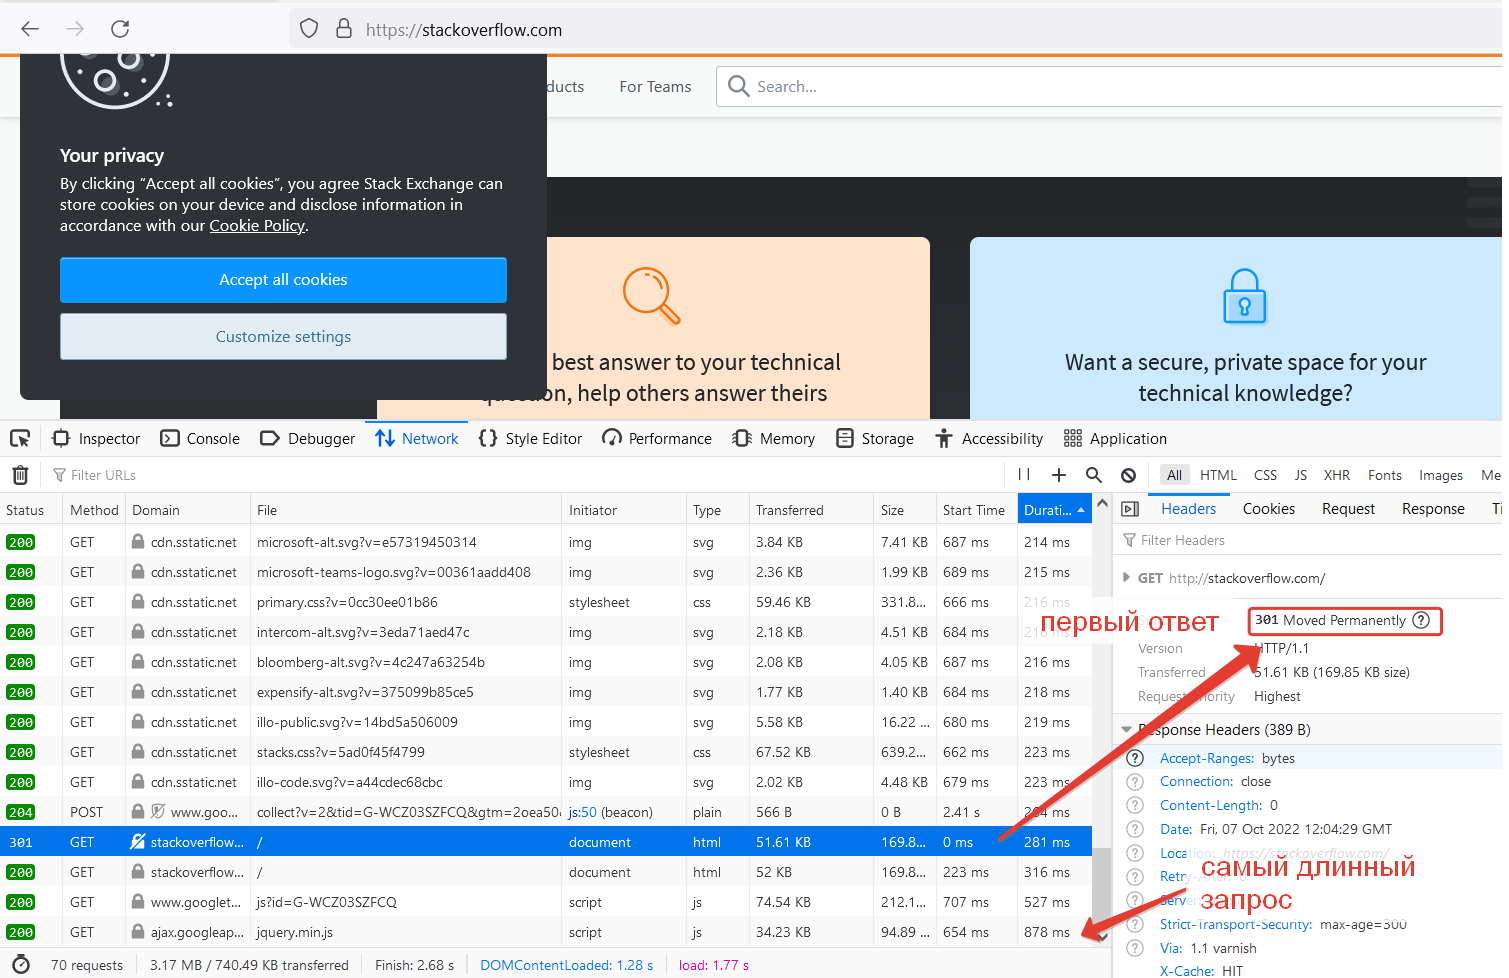 https://stackoverflow.com
ducts
For Teams
Search...
Your privacy
By clicking “Accept all cookies”, you agree Stack Exchange can
store cookies on your device and disclose information in
accordance with our Cookie Policy.
Accept all cookies
Customize settings
best answer to your technical
question, help others answer theirs
Want a secure, private space for your
technical knowledge?
Inspector Console Debugger Network Style Editor Performance Memory Storage Accessibility Application
Filter URLs
All HTML CSS JS XHR Fonts Images Me
Status Method Domain File Initiator Type Transferred Size Start Time Durati...
200 GET cdn.sstatic.net microsoft-alt.svg?v=e57319450314 img svg 3.84 KB 7.41 KB 687 ms 214 ms
200 GET cdn.sstatic.net microsoft-teams-logo.svg?v=00361aadd408 img svg 2.36 KB 1.99 KB 689 ms 215 ms
200 GET cdn.sstatic.net primary.css?v=0cc30ee01b86 stylesheet css 59.46 KB 331.8... 666 ms 216 ms
200 GET cdn.sstatic.net intercom-alt.svg?v=3eda71aed47c img svg 2.18 KB 4.51 KB 684 ms
200 GET cdn.sstatic.net bloomberg-alt.svg?v=4c247a63254b img svg 2.08 KB 4.05 KB 687 ms 216 ms
200 GET cdn.sstatic.net expensify-alt.svg?v=375099b85ce5 img svg 1.77 KB 1.40 KB 684 ms 218 ms
200 GET cdn.sstatic.net illo-public.svg?v=14bd5a506009 img svg 5.58 KB 16.22 ... 680 ms 219 ms
200 GET cdn.sstatic.net stacks.css?v=5ad0f45f4799 stylesheet css 67.52 KB 639.2... 662 ms 223 ms
200 GET cdn.sstatic.net illo-code.svg?v=a44cdec68cbc img svg 2.02 KB 4.48 KB 679 ms 223 ms
204 POST www.goo... collect?v=2&tid=G-WCZ03SZFCQ&gtm=2oea50 js:50 (beacon) plain 566 B 0 B 2.41 s ms
301 GET stackoverflow... / document html 51.61 KB 169.8... 0 ms 281 ms
200 GET stackoverflow... / document html 52 KB 169.8... 223 ms 316 ms
200 GET www.googlet... js?id=G-WCZ03SZFCQ script js 74.54 KB 212.1... 707 ms 527 ms
200 GET ajax.googleap... jquery.min.js script js 34.23 KB 94.89 ... 654 ms 878 ms
70 requests 3.17 MB / 740.49 KB transferred Finish: 2.68 s DOMContentLoaded: 1.28 s load: 1.77 s
Headers Cookies Request Response Ti
Filter Headers
GET http://stackoverflow.com/
первый ответ
301 Moved Permanently
Version HTTP/1.1
Transferred 51.61 KB (169.85 KB size)
Request Priority Highest
Response Headers (389 B)
Accept-Ranges: bytes
Connection: close
Content-Length: 0
Date: Fri, 07 Oct 2022 12:04:29 GMT
Location: https://stackoverflow.com/
самый длинный
Retry-After: 0
запрос
Server:
Strict-Transport-Security: max-age=300
Via: 1.1 varnish
X-Cache: HIT